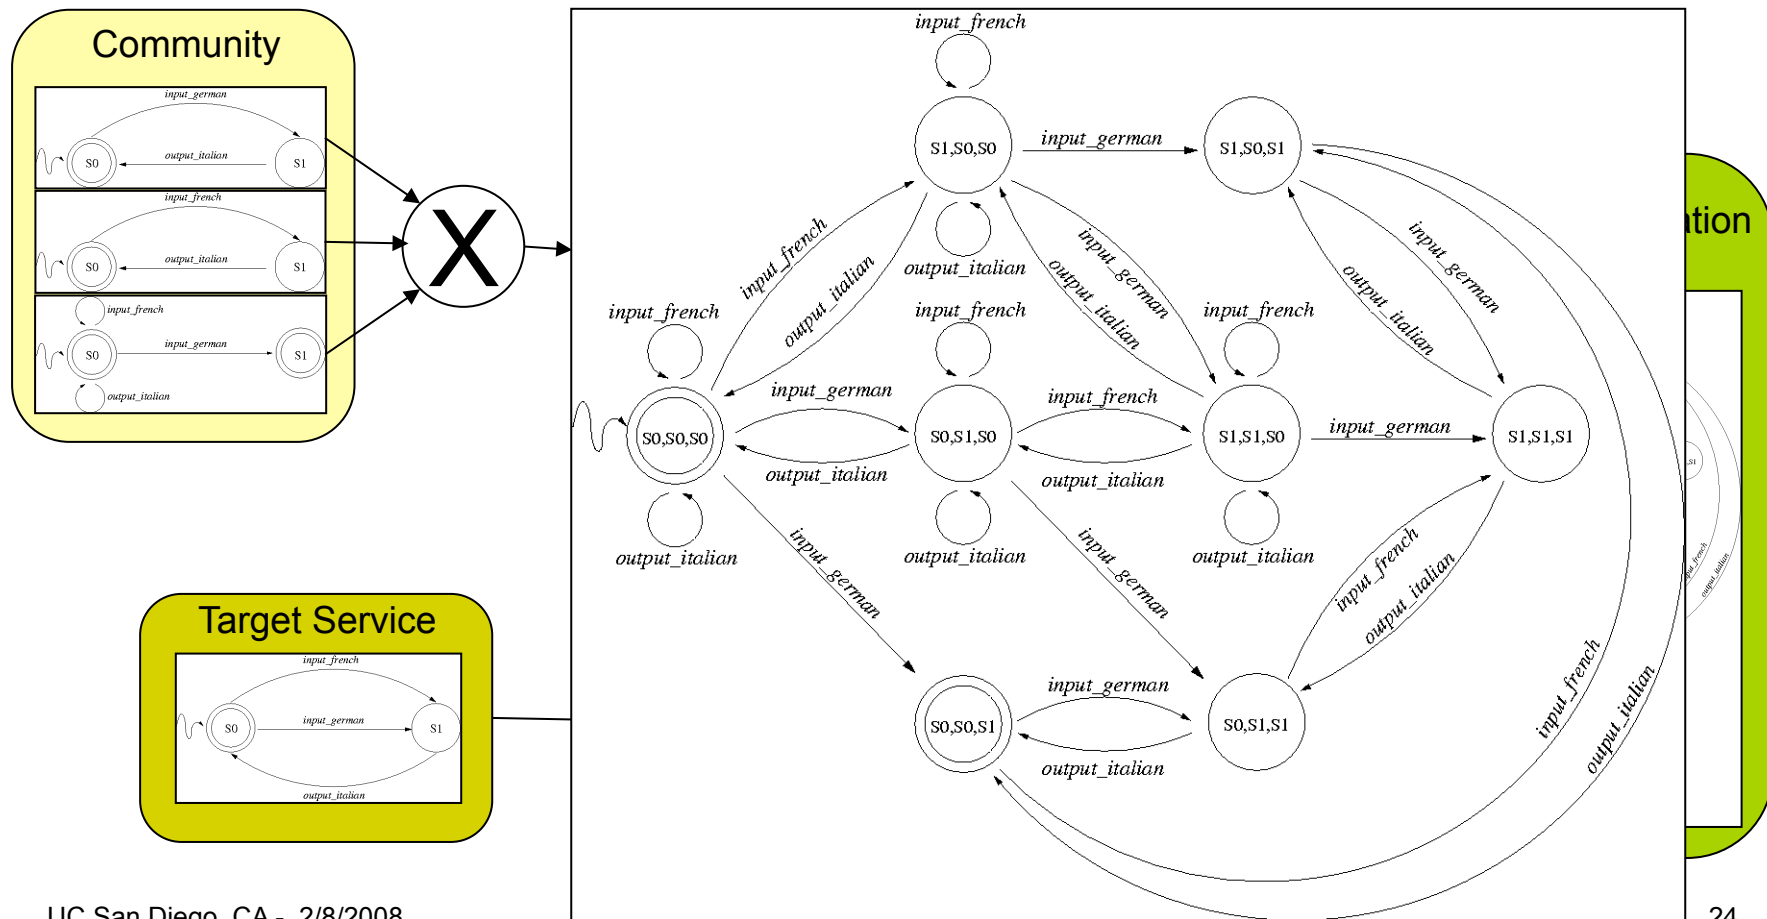 Community
input_german
S0
output_italian
S1
input_french
S0
output_italian
S1
input_french
S0
input_german
S1
output_italian
X
Target Service
input_french
S0
input_german
S1
output_italian
input_french
S1,S0,S0
input_german
S1,S0,S1
output_italian
input_french
output_italian
input_german
output_italian
input_german
output_italian
input_french
input_french
input_french
S0,S0,S0
input_german
output_italian
S0,S1,S0
input_french
output_italian
S1,S1,S0
input_german
S1,S1,S1
output_italian
output_italian
output_italian
input_german
input_german
input_french
output_italian
S0,S0,S1
input_german
output_italian
S0,S1,S1
input_french
output_italian
ation
,S1
input_french
output_italian
UC San Diego, CA - 2/8/2008
24